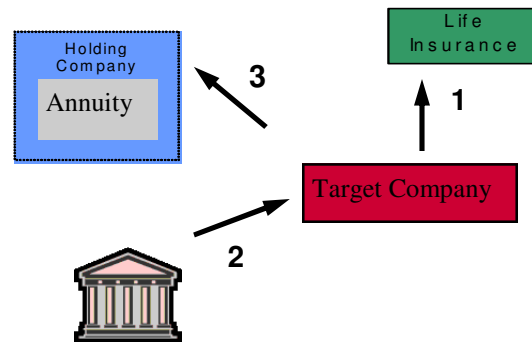 Holding
Company
Annuity
3
Life
Insurance
1
Target Company
2